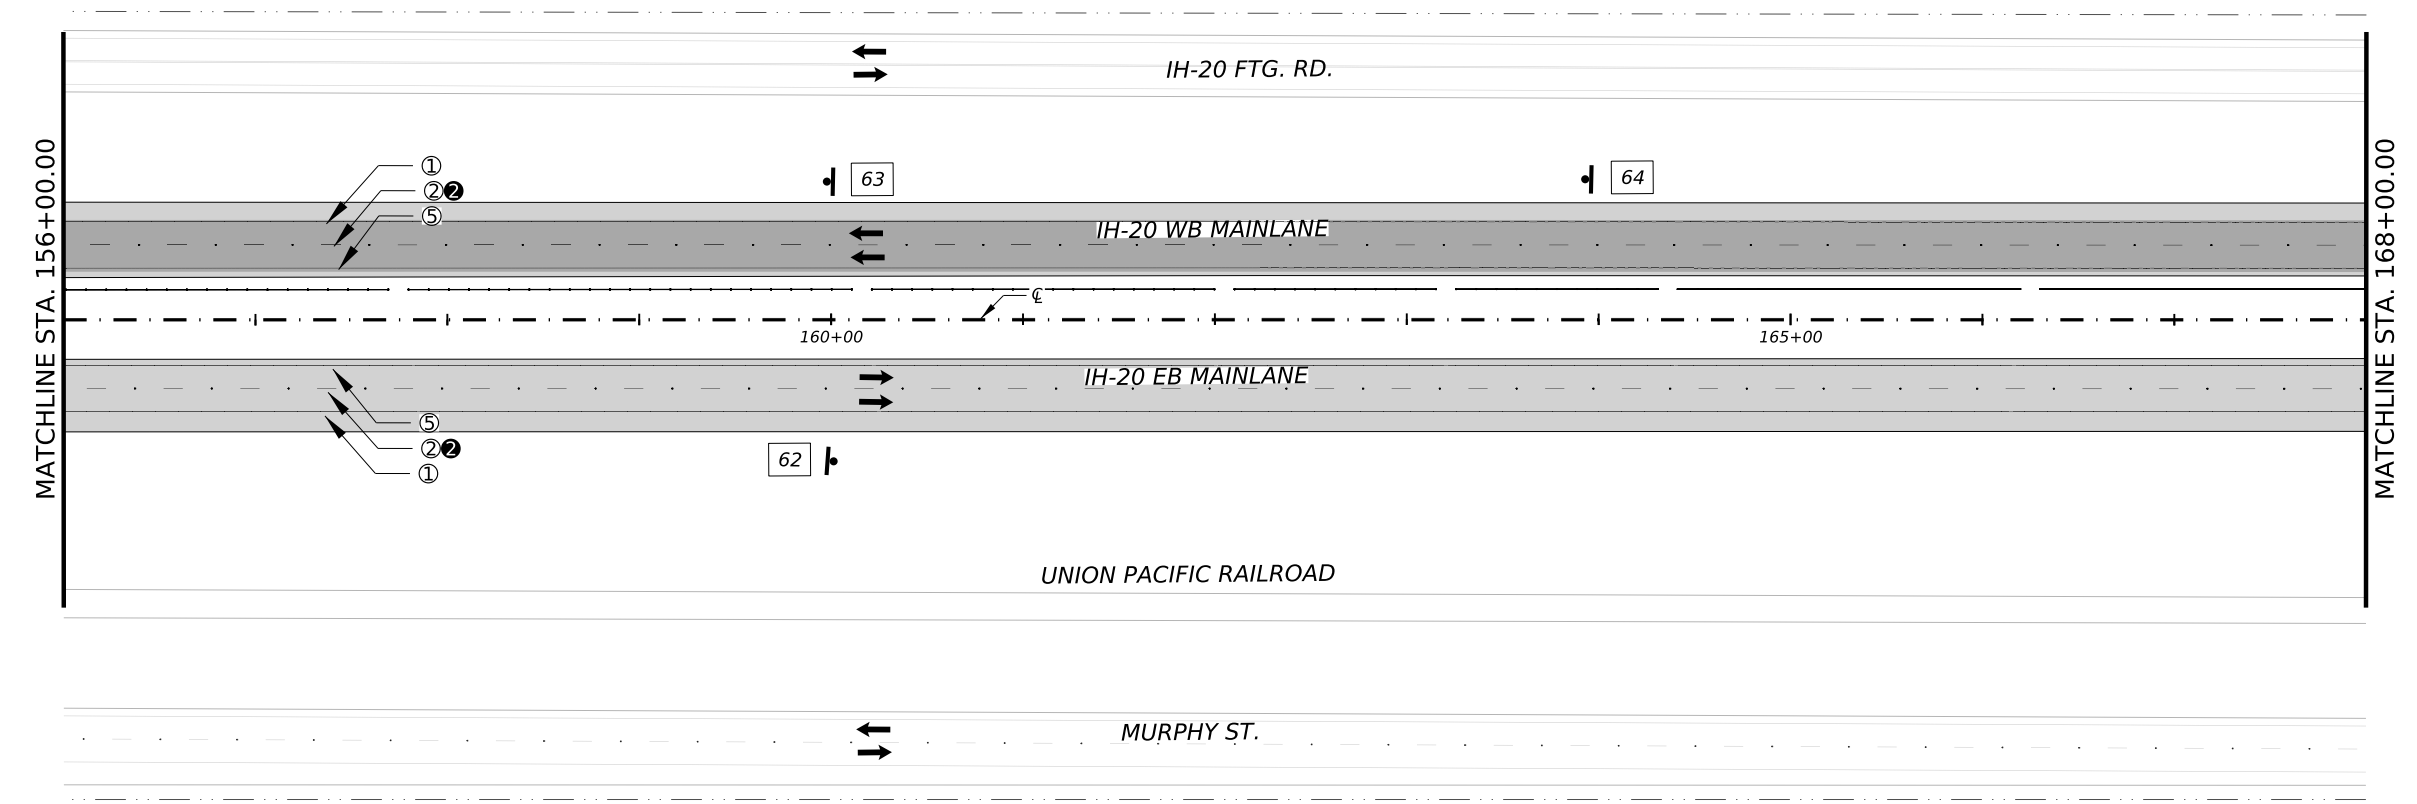 IH-20 FTG. RD.
MATCHLINE STA. 156+00.00
MATCHLINE STA. 168+00.00
①
②❷
⑤
63
64
IH-20 WB MAINLANE
℄
160+00
165+00
IH-20 EB MAINLANE
⑤
②❷
①
62
UNION PACIFIC RAILROAD
MURPHY ST.